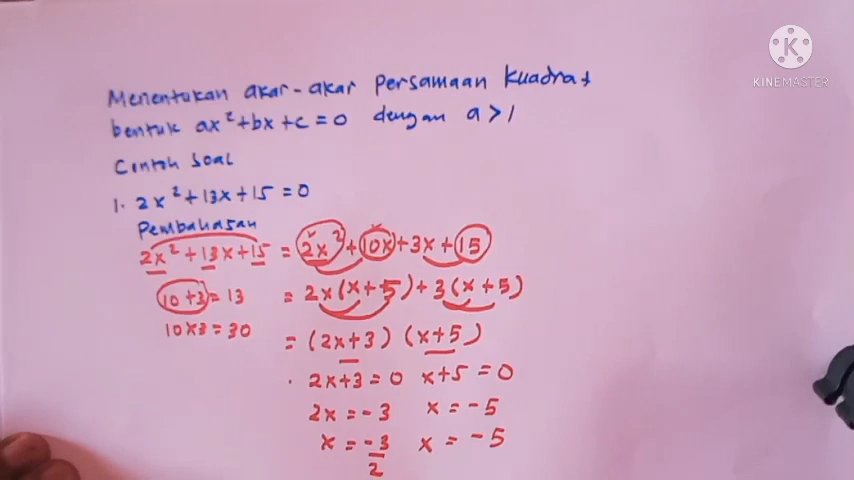 K
KINEMASTER
Menentukan akar-akar Persamaan kuadrat
bentuk ax²+bx+c=0 dengan a>1
Contoh soal
1. 2x²+13x+15=0
Pembahasan
2x²+13x+15 = 2x²+10x+3x+15
10+3=13 = 2x(x+5)+3(x+5)
10x3=30 = (2x+3) (x+5)
. 2x+3=0 x+5=0
2x=-3 x=-5
x=-3/2 x=-5